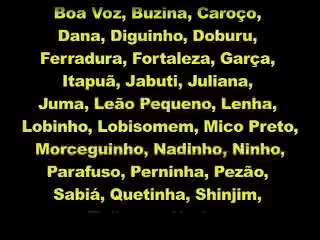 Boa Voz, Buzina, Caroço,
Dana, Diguinho, Doburu,
Ferradura, Fortaleza, Garça,
Itapuã, Jabuti, Juliana,
Juma, Leão Pequeno, Lenha,
Lobinho, Lobisomem, Mico Preto,
Morceguinho, Nadinho, Ninho,
Parafuso, Perninha, Pezão,
Sabiá, Quetinha, Shinjim,